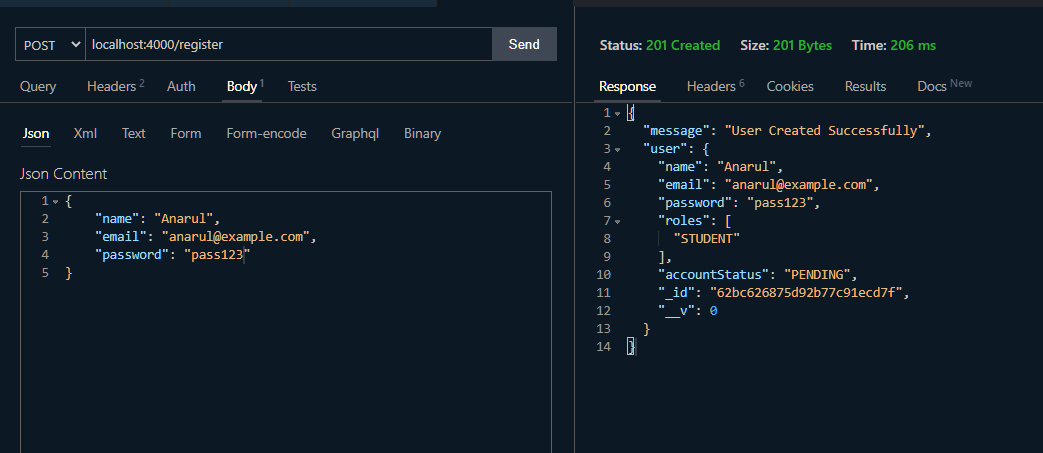 POST localhost:4000/register Send
Query Headers 2 Auth Body 1 Tests
Json Xml Text Form Form-encode Graphql Binary
Json Content
1 {
2 "name": "Anarul",
3 "email": "anarul@example.com",
4 "password": "pass123"
5 }
Status: 201 Created Size: 201 Bytes Time: 206 ms
Response Headers 6 Cookies Results Docs New
1 {
2 "message": "User Created Successfully",
3 "user": {
4 "name": "Anarul",
5 "email": "anarul@example.com",
6 "password": "pass123",
7 "roles": [
8 "STUDENT"
9 ],
10 "accountStatus": "PENDING",
11 "_id": "62bc626875d92b77c91ecd7f",
12 "__v": 0
13 }
14 }